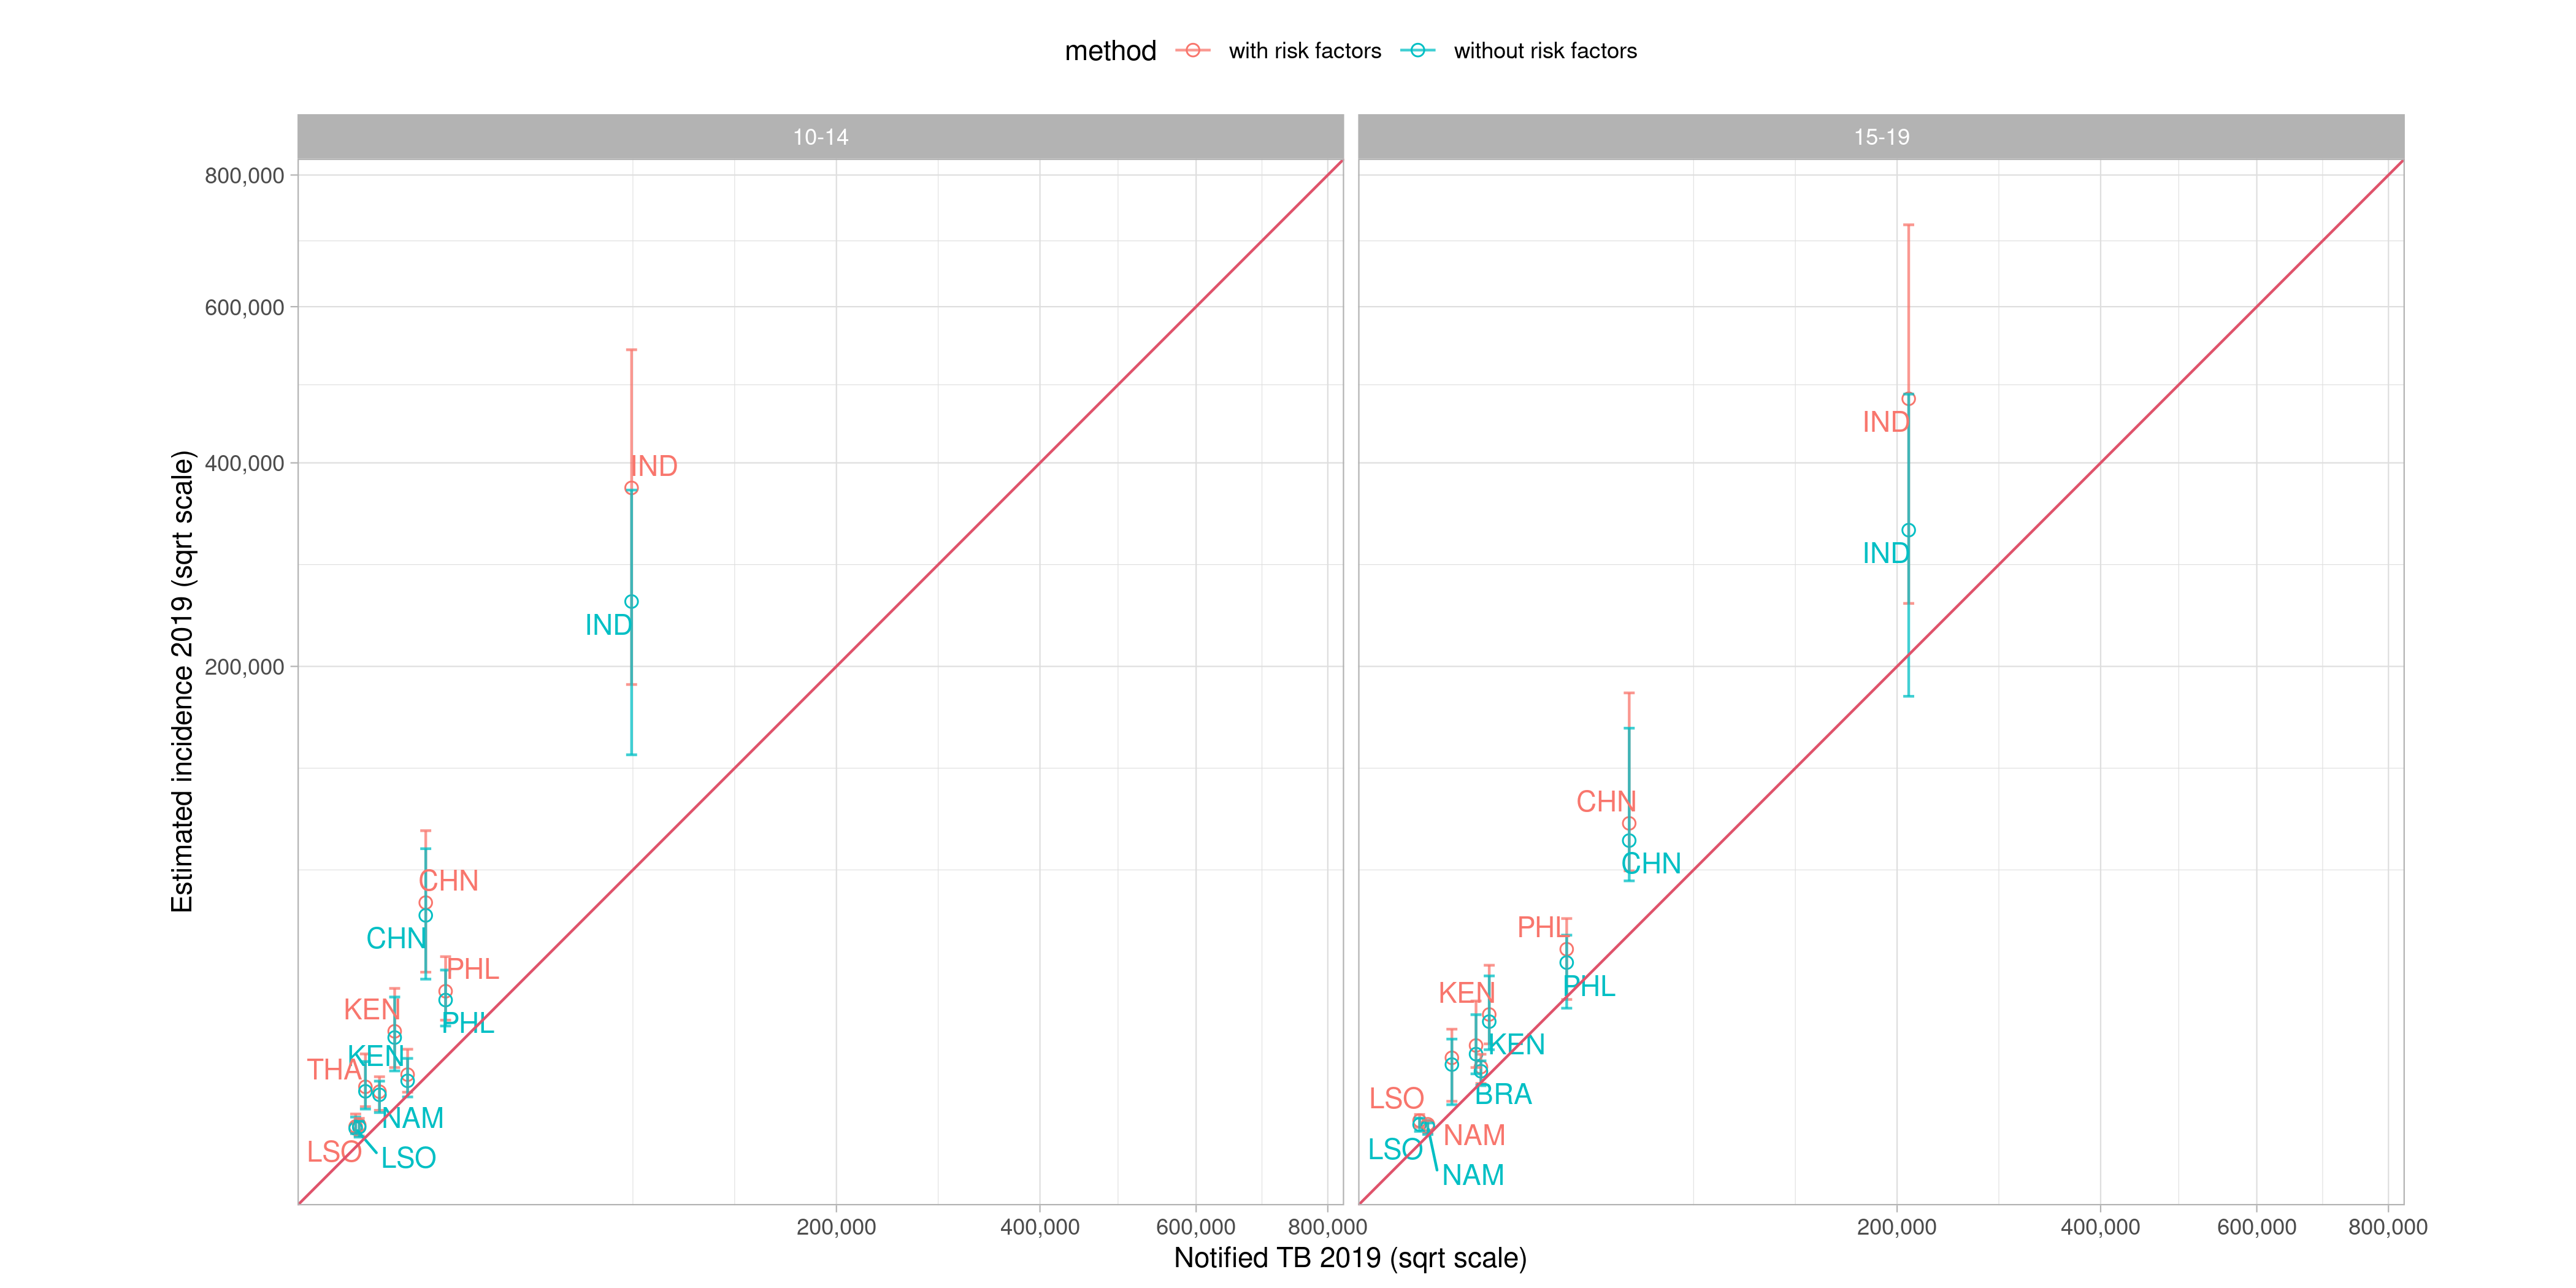 method with risk factors without risk factors
10-14 15-19
Estimated incidence 2019 (sqrt scale)
800,000
600,000
400,000
200,000
IND
IND
CHN
CHN
PHL
PHL
KEN
KEN
THA
NAM
LSO
LSO
IND
IND
CHN
CHN
PHL
PHL
KEN
KEN
BRA
LSO
NAM
LSO
NAM
200,000 400,000 600,000 800,000 200,000 400,000 600,000 800,000
Notified TB 2019 (sqrt scale)